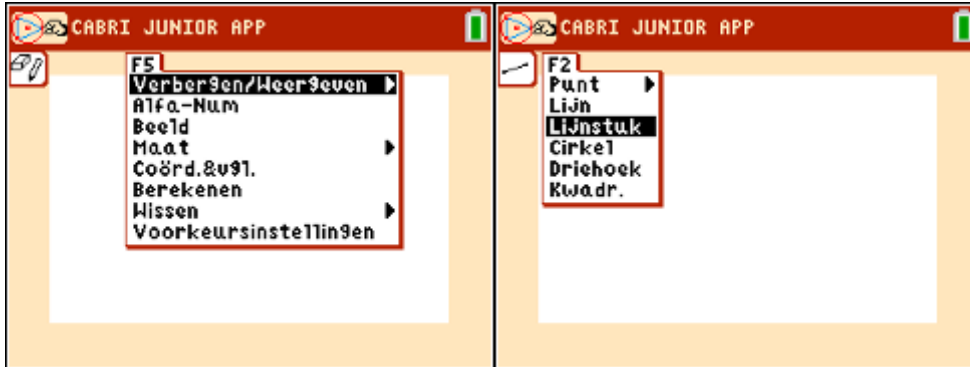 CABRI JUNIOR APP
F5
Verbergen/Weergeven
Alfa-Num
Beeld
Maat
Coörd.&vgl.
Berekenen
Wissen
Voorkeursinstellingen
CABRI JUNIOR APP
F2
Punt
Lijn
Lijnstuk
Cirkel
Driehoek
Kwadr.